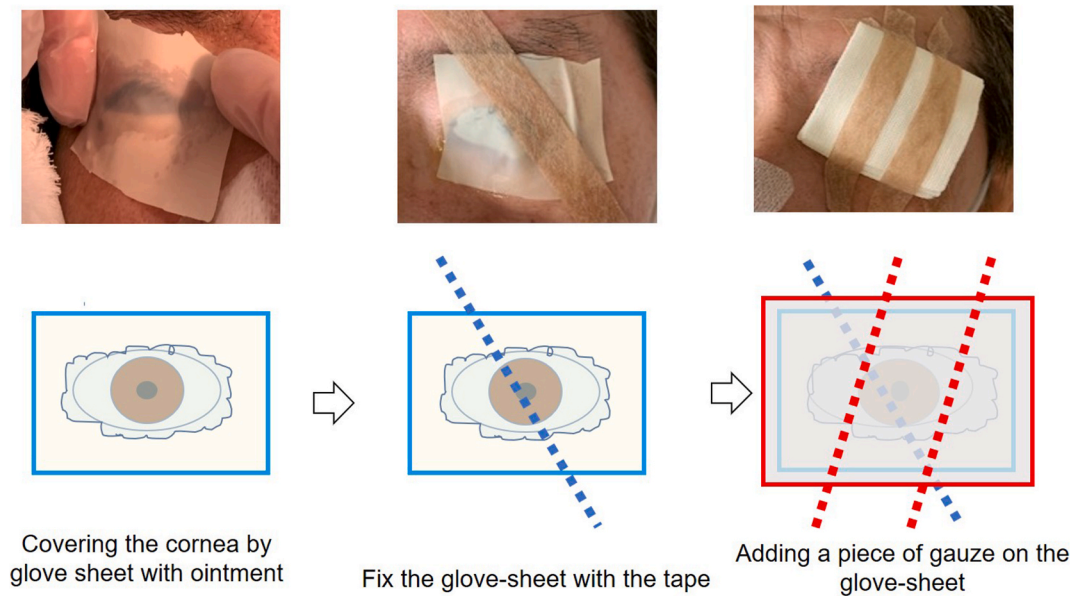 Covering the cornea by
glove sheet with ointment
Fix the glove-sheet with the tape
Adding a piece of gauze on the
glove-sheet